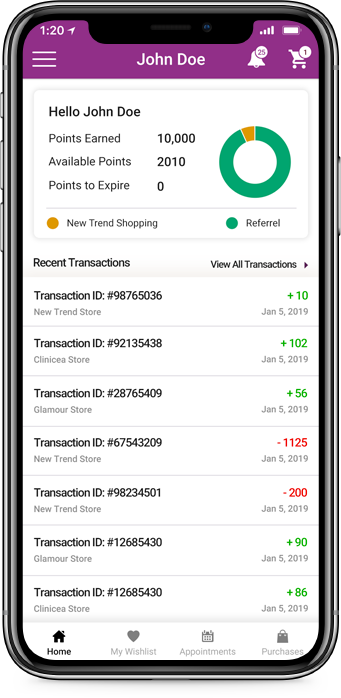 1:20
John Doe
25
1
Hello John Doe
Points Earned 10,000
Available Points 2010
Points to Expire 0
New Trend Shopping Referrel
Recent Transactions View All Transactions
Transaction ID: #98765036 + 10
New Trend Store Jan 5, 2019
Transaction ID: #92135438 + 102
Clinicea Store Jan 5, 2019
Transaction ID: #28765409 + 56
Glamour Store Jan 5, 2019
Transaction ID: #67543209 - 1125
New Trend Store Jan 5, 2019
Transaction ID: #98234501 - 200
New Trend Store Jan 5, 2019
Transaction ID: #12685430 + 90
Glamour Store Jan 5, 2019
Transaction ID: #12685430 + 86
Clinicea Store Jan 5, 2019
Home My Wishlist Appointments Purchases